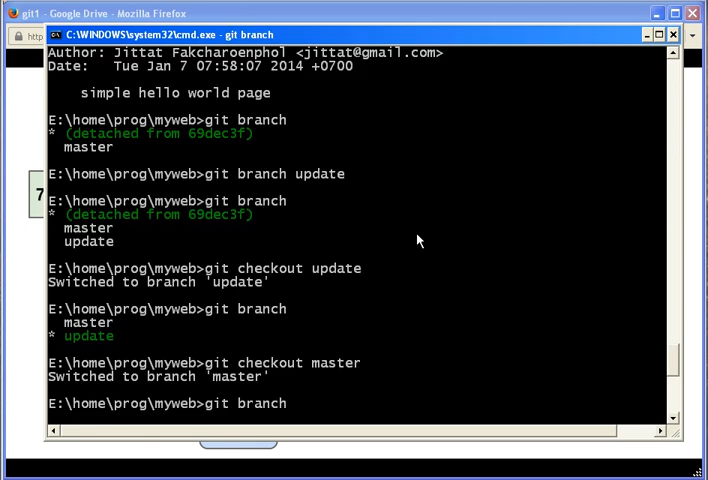 git1 - Google Drive - Mozilla Firefox
C:\WINDOWS\system32\cmd.exe - git branch
http
Author: Jittat Fakcharoenphol <jittat@gmail.com>
Date:   Tue Jan 7 07:58:07 2014 +0700
    simple hello world page
E:\home\prog\myweb>git branch
* (detached from 69dec3f)
  master
E:\home\prog\myweb>git branch update
7
E:\home\prog\myweb>git branch
* (detached from 69dec3f)
  master
  update
E:\home\prog\myweb>git checkout update
Switched to branch 'update'
E:\home\prog\myweb>git branch
  master
* update
E:\home\prog\myweb>git checkout master
Switched to branch 'master'
E:\home\prog\myweb>git branch